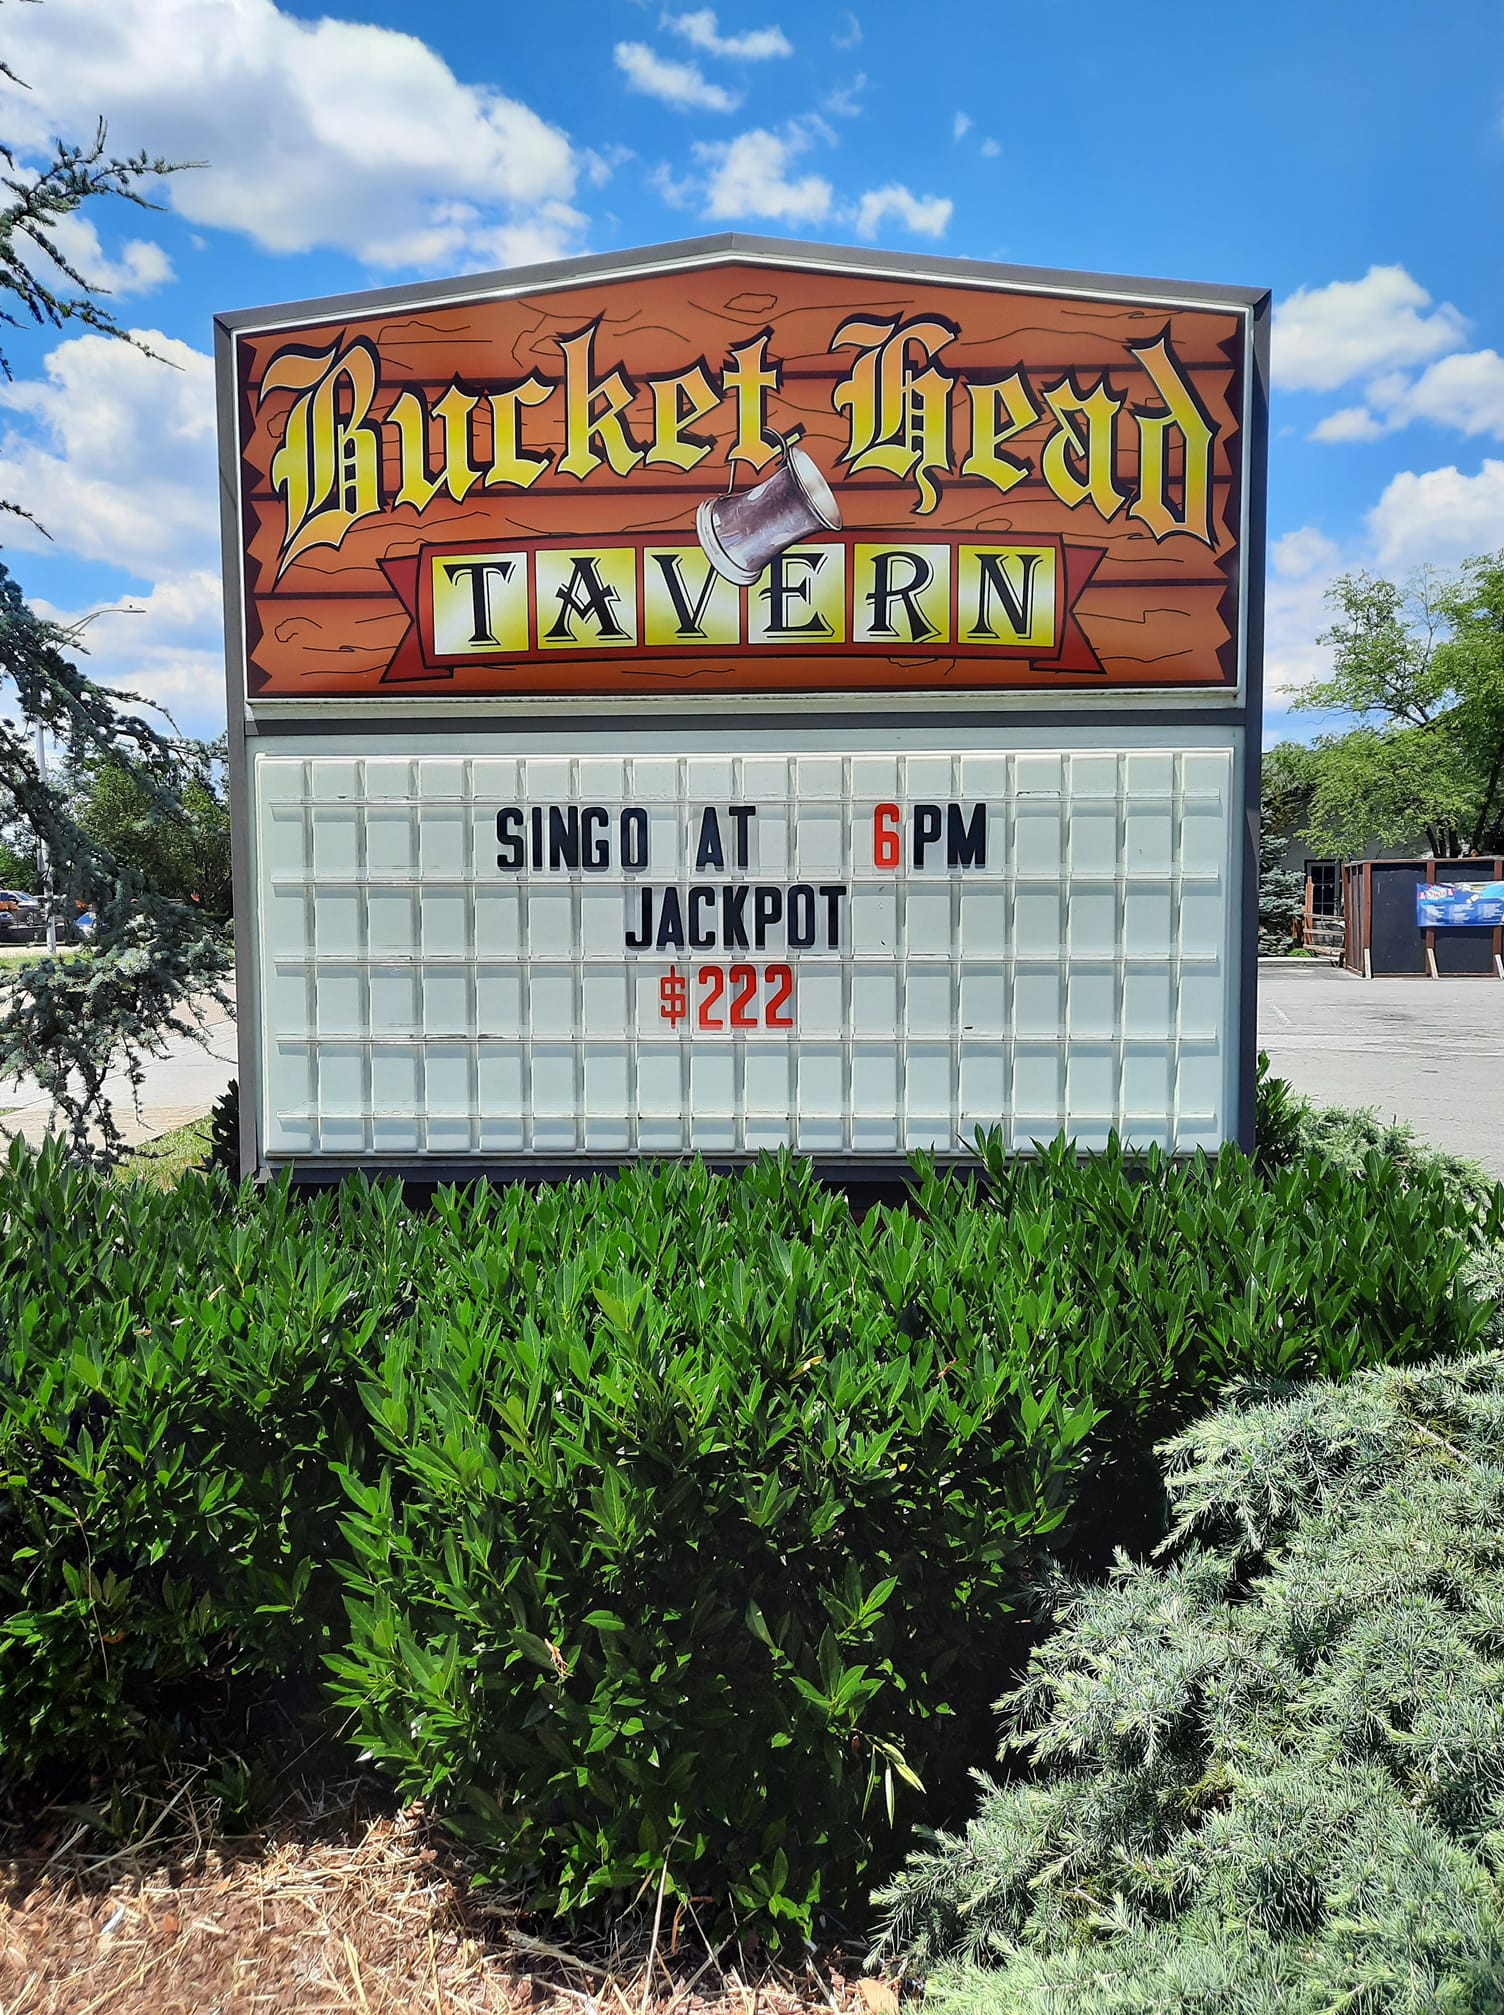 Bucket Head
TAVERN
SINGO AT 6PM
JACKPOT
$222